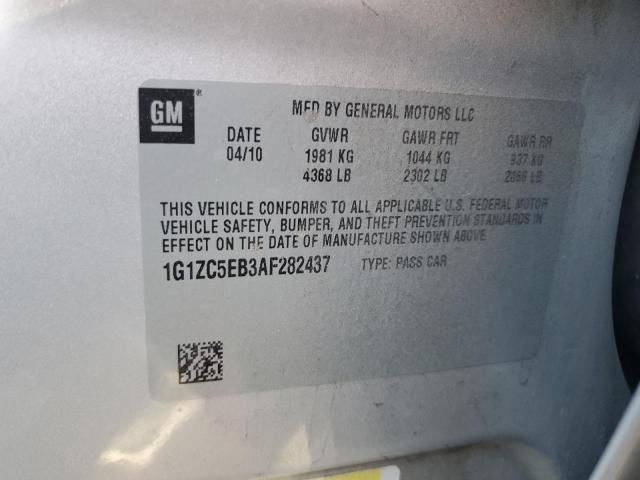 GM
MFD BY GENERAL MOTORS LLC
DATE GVWR GAWR FRT GAWR RR
04/10 1981 KG 1044 KG 937 KG
4368 LB 2302 LB 2066 LB
THIS VEHICLE CONFORMS TO ALL APPLICABLE U.S. FEDERAL MOTOR
VEHICLE SAFETY, BUMPER, AND THEFT PREVENTION STANDARDS IN
EFFECT ON THE DATE OF MANUFACTURE SHOWN ABOVE.
1G1ZC5EB3AF282437 TYPE: PASS CAR